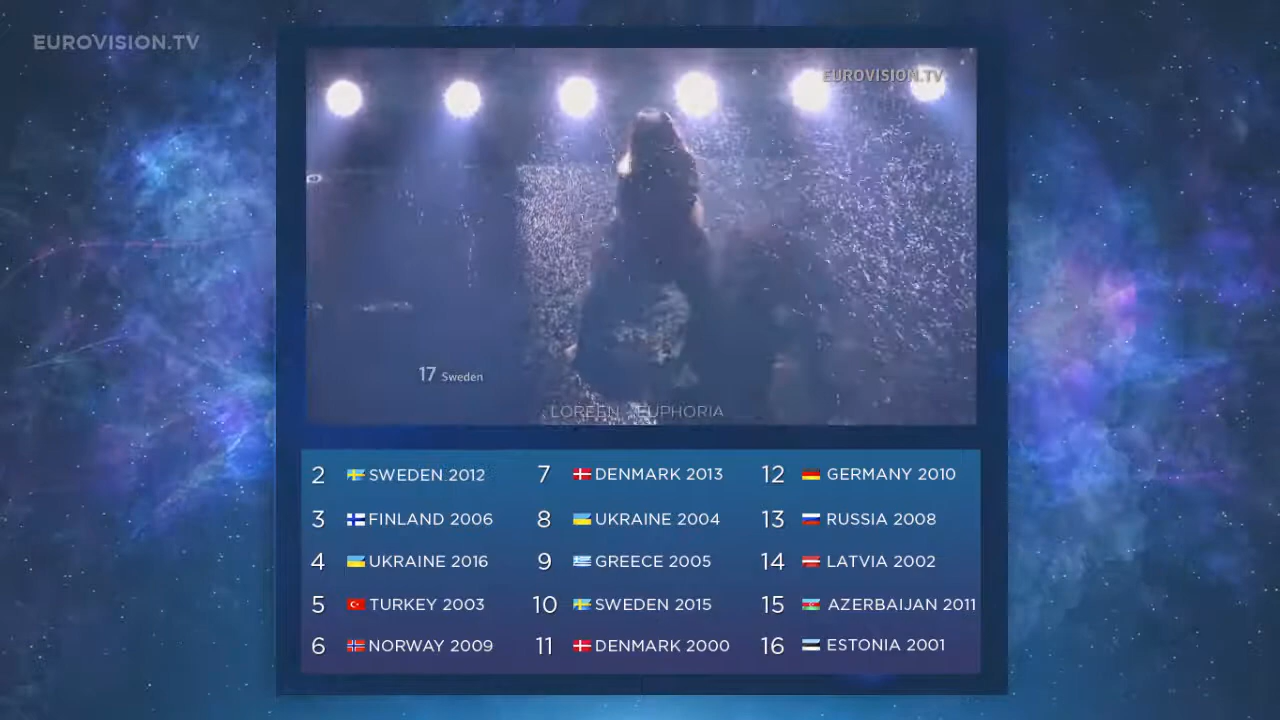 EUROVISION.TV
EUROVISION.TV
17 Sweden
LOREEN - EUPHORIA
2 SWEDEN 2012
3 FINLAND 2006
4 UKRAINE 2016
5 TURKEY 2003
6 NORWAY 2009
7 DENMARK 2013
8 UKRAINE 2004
9 GREECE 2005
10 SWEDEN 2015
11 DENMARK 2000
12 GERMANY 2010
13 RUSSIA 2008
14 LATVIA 2002
15 AZERBAIJAN 2011
16 ESTONIA 2001